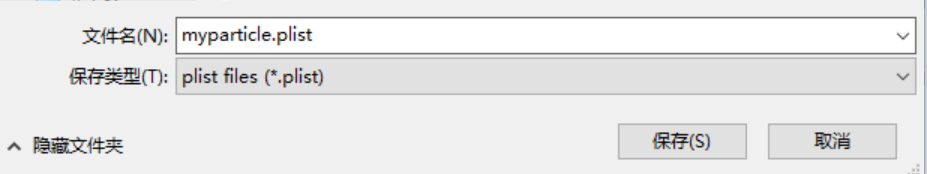 文件名(N): myparticle.plist
保存类型(T): plist files (*.plist)
隐藏文件夹 保存(S) 取消